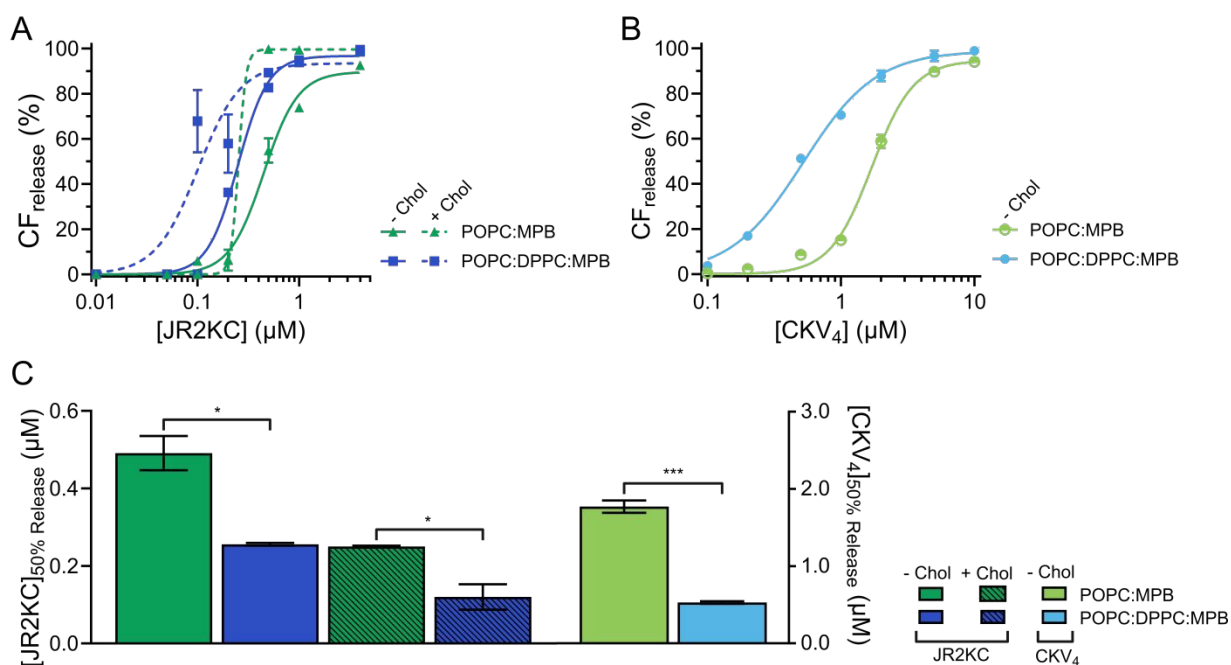 A
100
80
60
40
20
0
CFrelease (%)
0.01
0.1
1
[JR2KC] (µM)
- Chol
+ Chol
POPC:MPB
POPC:DPPC:MPB
B
100
80
60
40
20
0
CFrelease (%)
0.1
1
10
[CKV4] (µM)
- Chol
POPC:MPB
POPC:DPPC:MPB
C
0.6
0.4
0.2
0.0
[JR2KC]50% Release (µM)
*
*
***
3.0
2.0
1.0
0.0
[CKV4]50% Release
(µM)
- Chol + Chol - Chol
POPC:MPB
POPC:DPPC:MPB
JR2KC CKV4